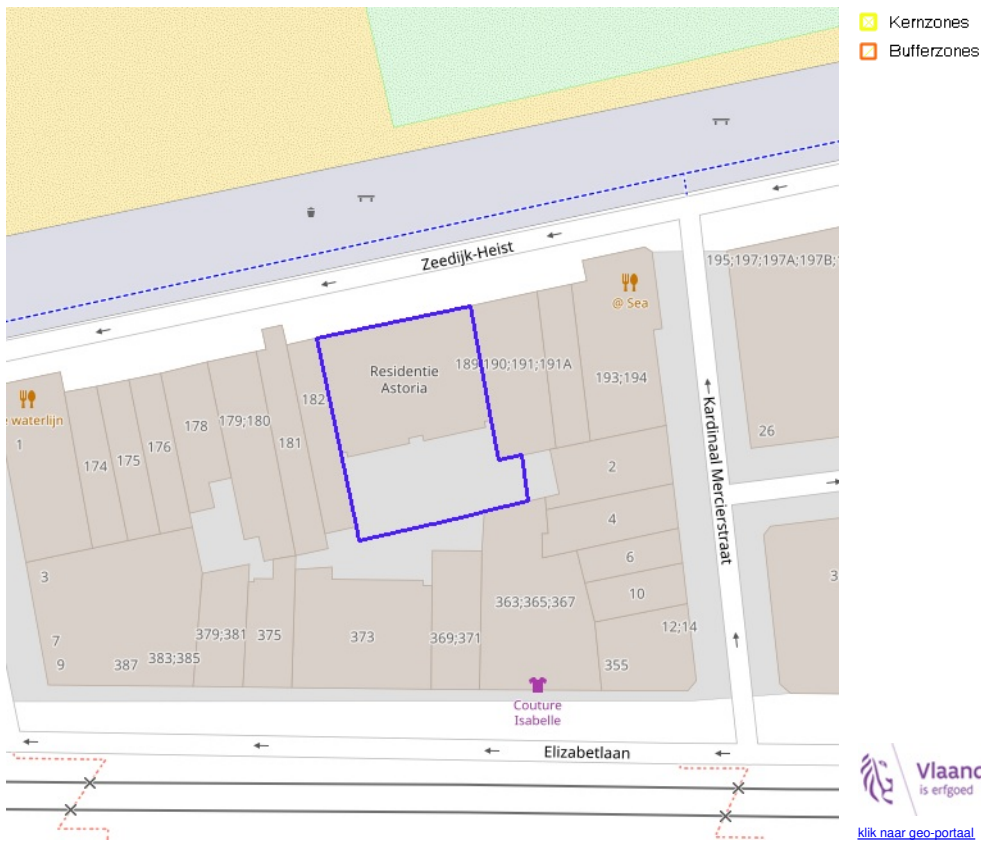 Kernzones
Bufferzones
Zeedijk-Heist
195;197;197A;197B;
@ Sea
Residentie
Astoria
189;190;191;191A
193;194
182
waterlijn
1
174
175
176
178
179;180
181
26
2
4
6
10
12;14
Kardinaal Mercierstraat
3
7
9
387
383;385
379;381
375
373
369;371
363;365;367
355
3
Couture
Isabelle
Elizabetlaan
Vlaand
is erfgoed
klik naar geo-portaal